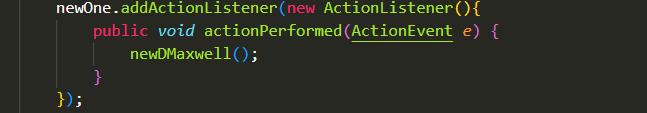 newOne.addActionListener(new ActionListener(){
public void actionPerformed(ActionEvent e) {
newDMaxwell();
}
});